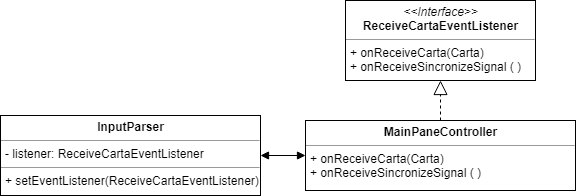 <<Interface>>
ReceiveCartaEventListener
+ onReceiveCarta(Carta)
+ onReceiveSincronizeSignal ( )
InputParser
- listener: ReceiveCartaEventListener
+ setEventListener(ReceiveCartaEventListener)
MainPaneController
+ onReceiveCarta(Carta)
+ onReceiveSincronizeSignal ( )